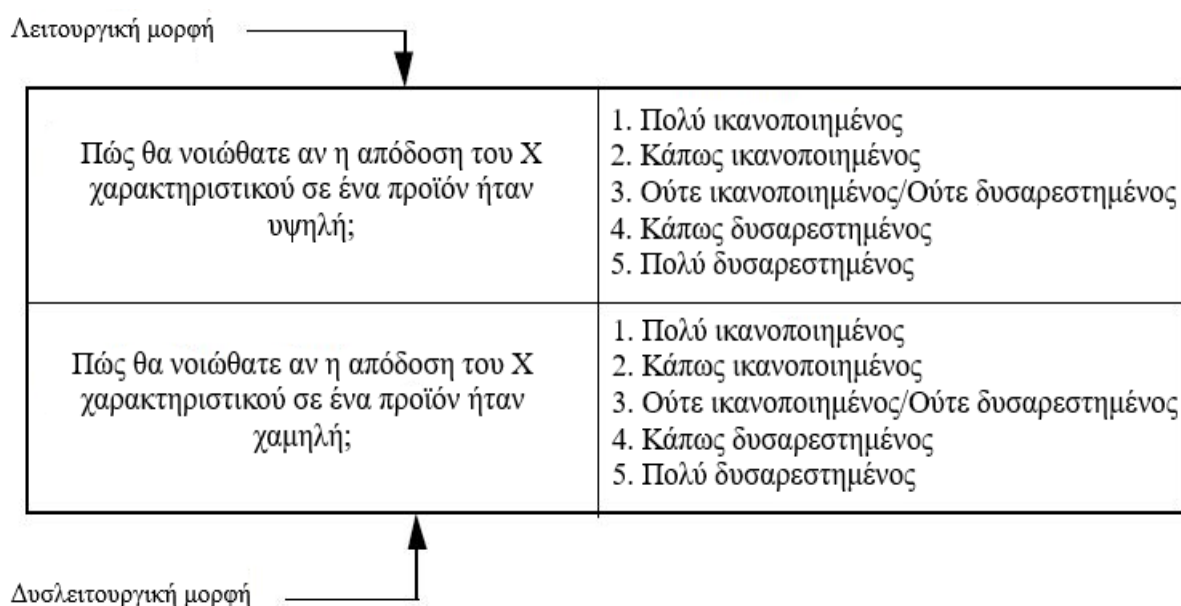 Λειτουργική μορφή
Πώς θα νοιώθατε αν η απόδοση του Χ
χαρακτηριστικού σε ένα προϊόν ήταν
υψηλή;
1. Πολύ ικανοποιημένος
2. Κάπως ικανοποιημένος
3. Ούτε ικανοποιημένος/Ούτε δυσαρεστημένος
4. Κάπως δυσαρεστημένος
5. Πολύ δυσαρεστημένος
Πώς θα νοιώθατε αν η απόδοση του Χ
χαρακτηριστικού σε ένα προϊόν ήταν
χαμηλή;
1. Πολύ ικανοποιημένος
2. Κάπως ικανοποιημένος
3. Ούτε ικανοποιημένος/Ούτε δυσαρεστημένος
4. Κάπως δυσαρεστημένος
5. Πολύ δυσαρεστημένος
Δυσλειτουργική μορφή